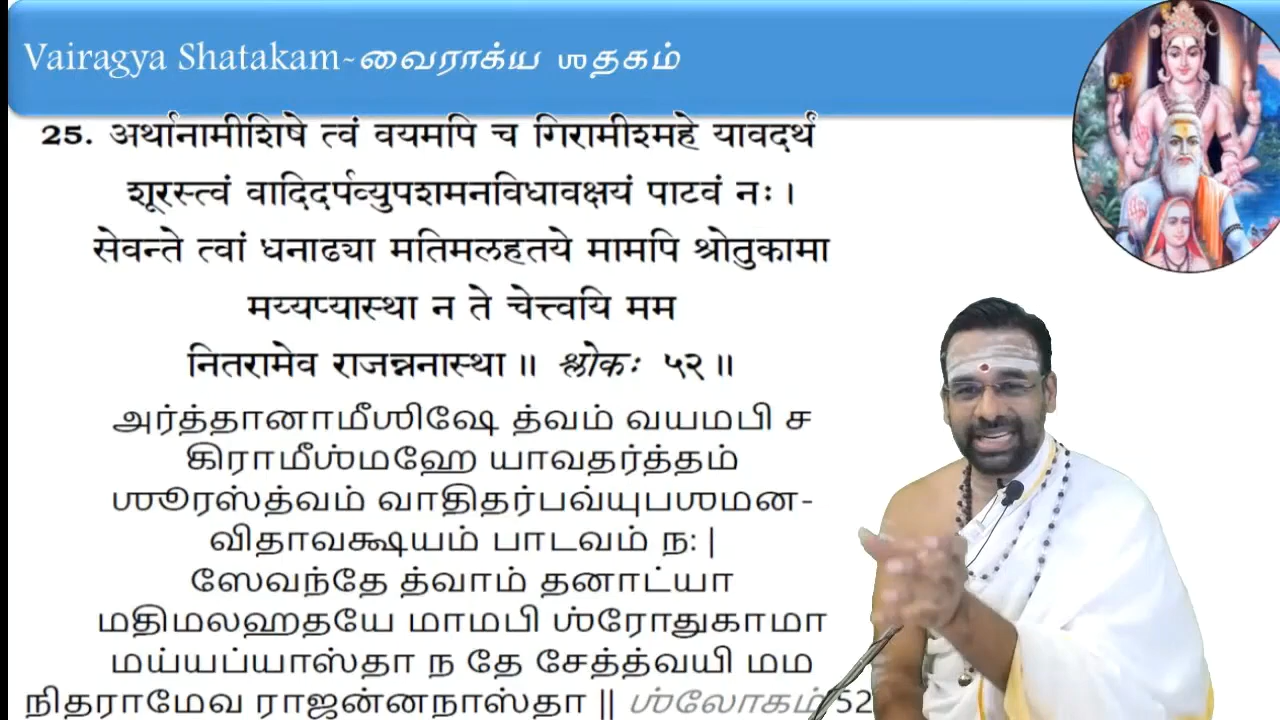 Vairagya Shatakam-வைராக்ய ஶதகம்
25. अर्थानामीशिषे त्वं वयमपि च गिरामीश्महे यावदर्थं
शूरस्त्वं वादिदर्पव्युपशमनविधावक्षयं पाटवं नः ।
सेवन्ते त्वां धनाढ्या मतिमलहतये मामपि श्रोतुकामा
मय्यप्यास्था न ते चेत्त्वयि मम
नितरामेव राजन्ननास्था ॥ श्लोकः ५२ ॥
அர்த்தானாமீஶிஷே த்வம் வயமபி ச
கிராமீஶ்மஹே யாவதர்த்தம்
ஶூரஸ்த்வம் வாதிதர்பவ்யுபஶமன-
விதாவக்ஷயம் பாடவம் ந: |
ஸேவந்தே த்வாம் தனாட்யா
மதிமலஹதயே மாமபி ஶ்ரோதுகாமா
மய்யப்யாஸ்தா ந தே சேத்த்வயி மம
நிதராமேவ ராஜன்னநாஸ்தா || ஶ்லோகம் 52